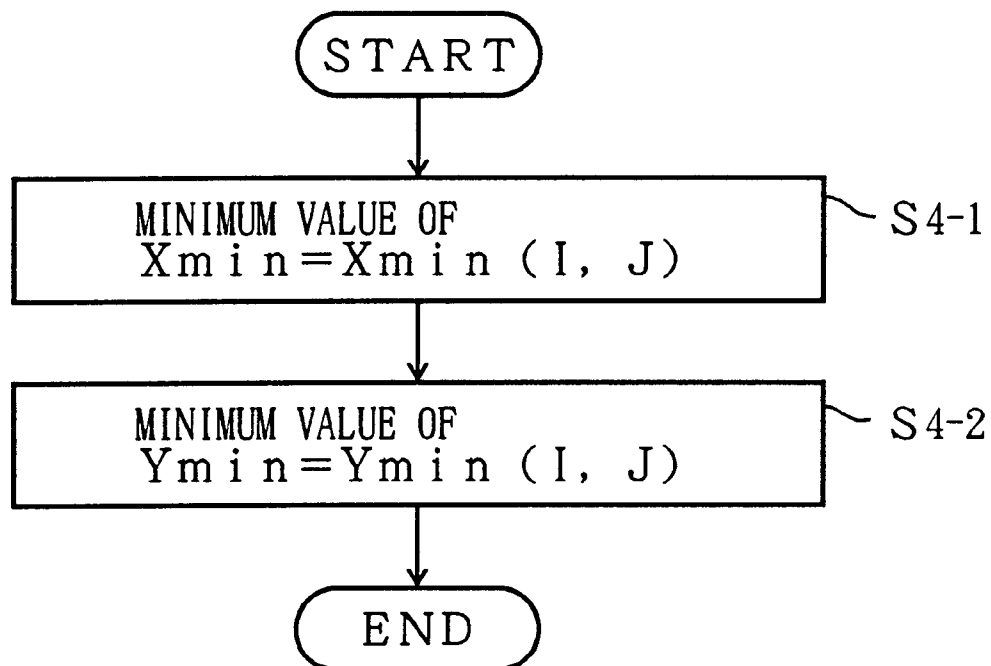 START
MINIMUM VALUE OF
Xmin=Xmin (I, J)
S4-1
MINIMUM VALUE OF
Ymin=Ymin (I, J)
S4-2
END